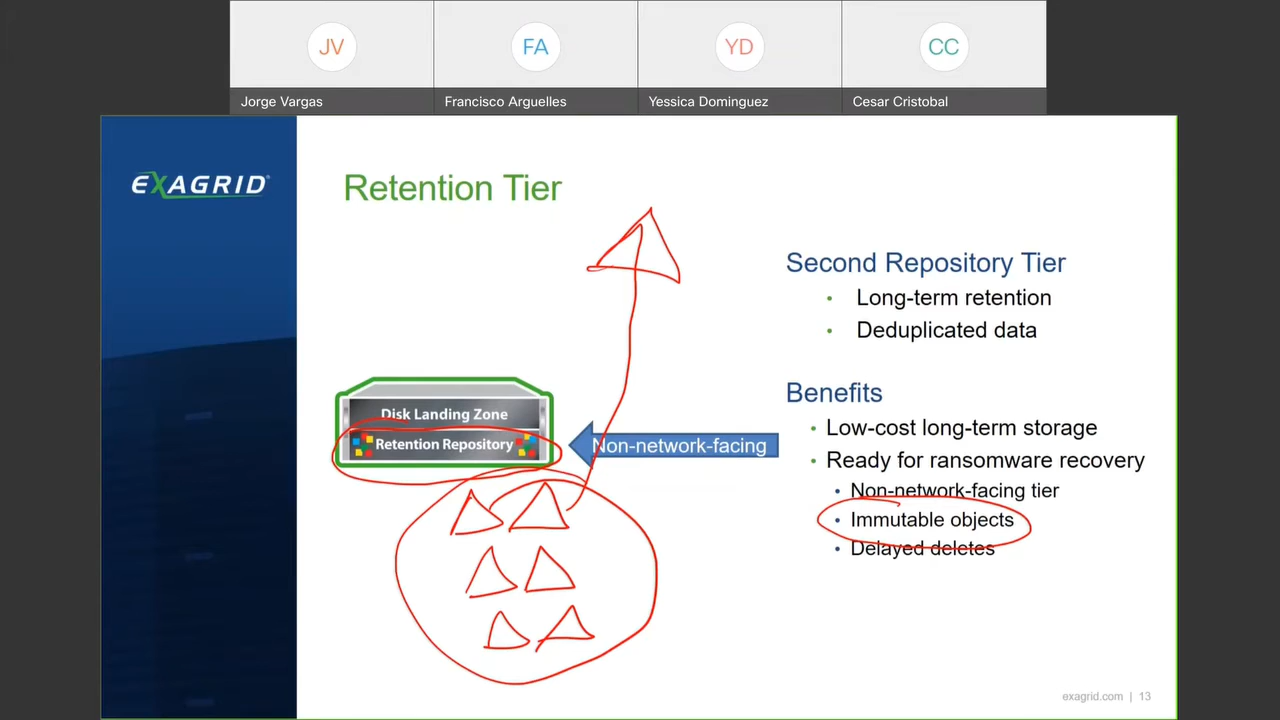 JV
FA
YD
CC
Jorge Vargas
Francisco Arguelles
Yessica Dominguez
Cesar Cristobal
EXAGRID®
Retention Tier
Second Repository Tier
• Long-term retention
• Deduplicated data
Disk Landing Zone
Retention Repository
Non-network-facing
Benefits
• Low-cost long-term storage
• Ready for ransomware recovery
• Non-network-facing tier
• Immutable objects
• Delayed deletes
exagrid.com | 13